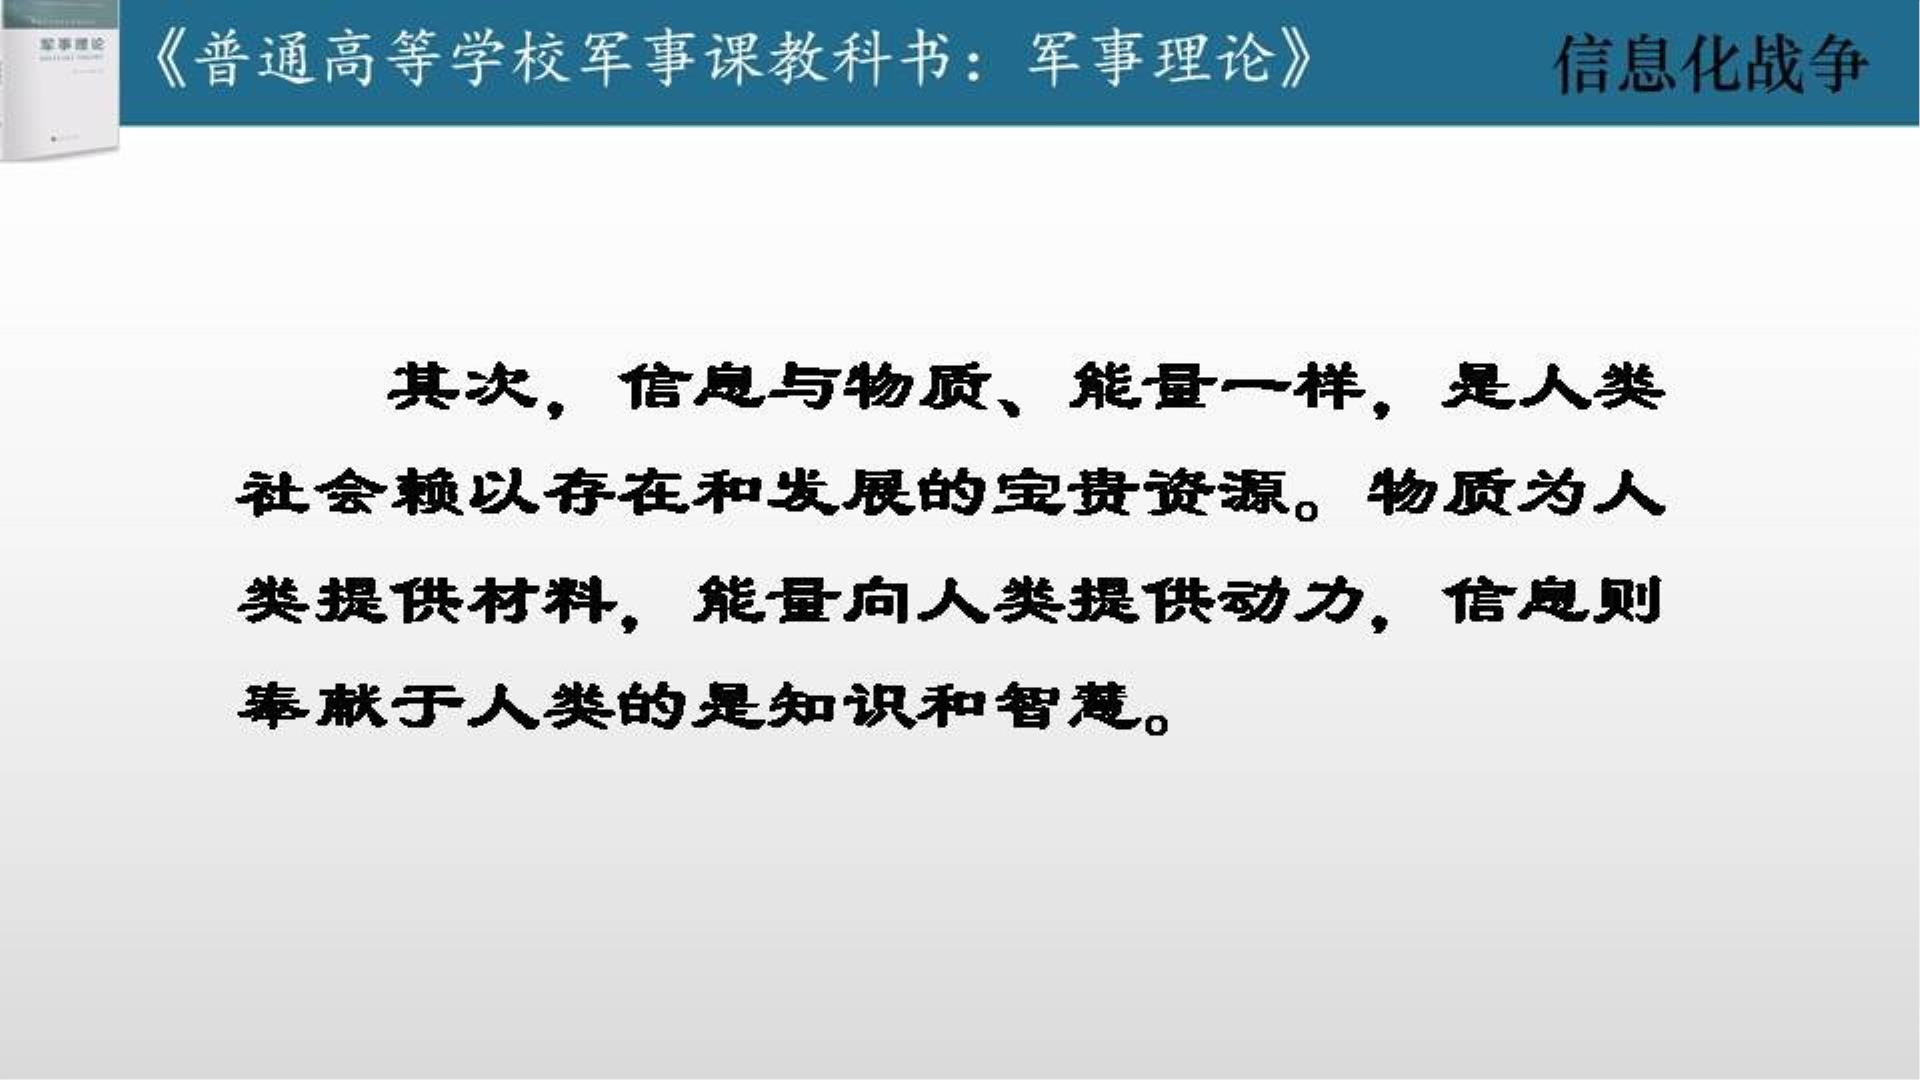 军事理论
《普通高等学校军事课教科书：军事理论》
信息化战争
其次，信息与物质、能量一样，是人类
社会赖以存在和发展的宝贵资源。物质为人
类提供材料，能量向人类提供动力，信息则
奉献于人类的是知识和智慧。